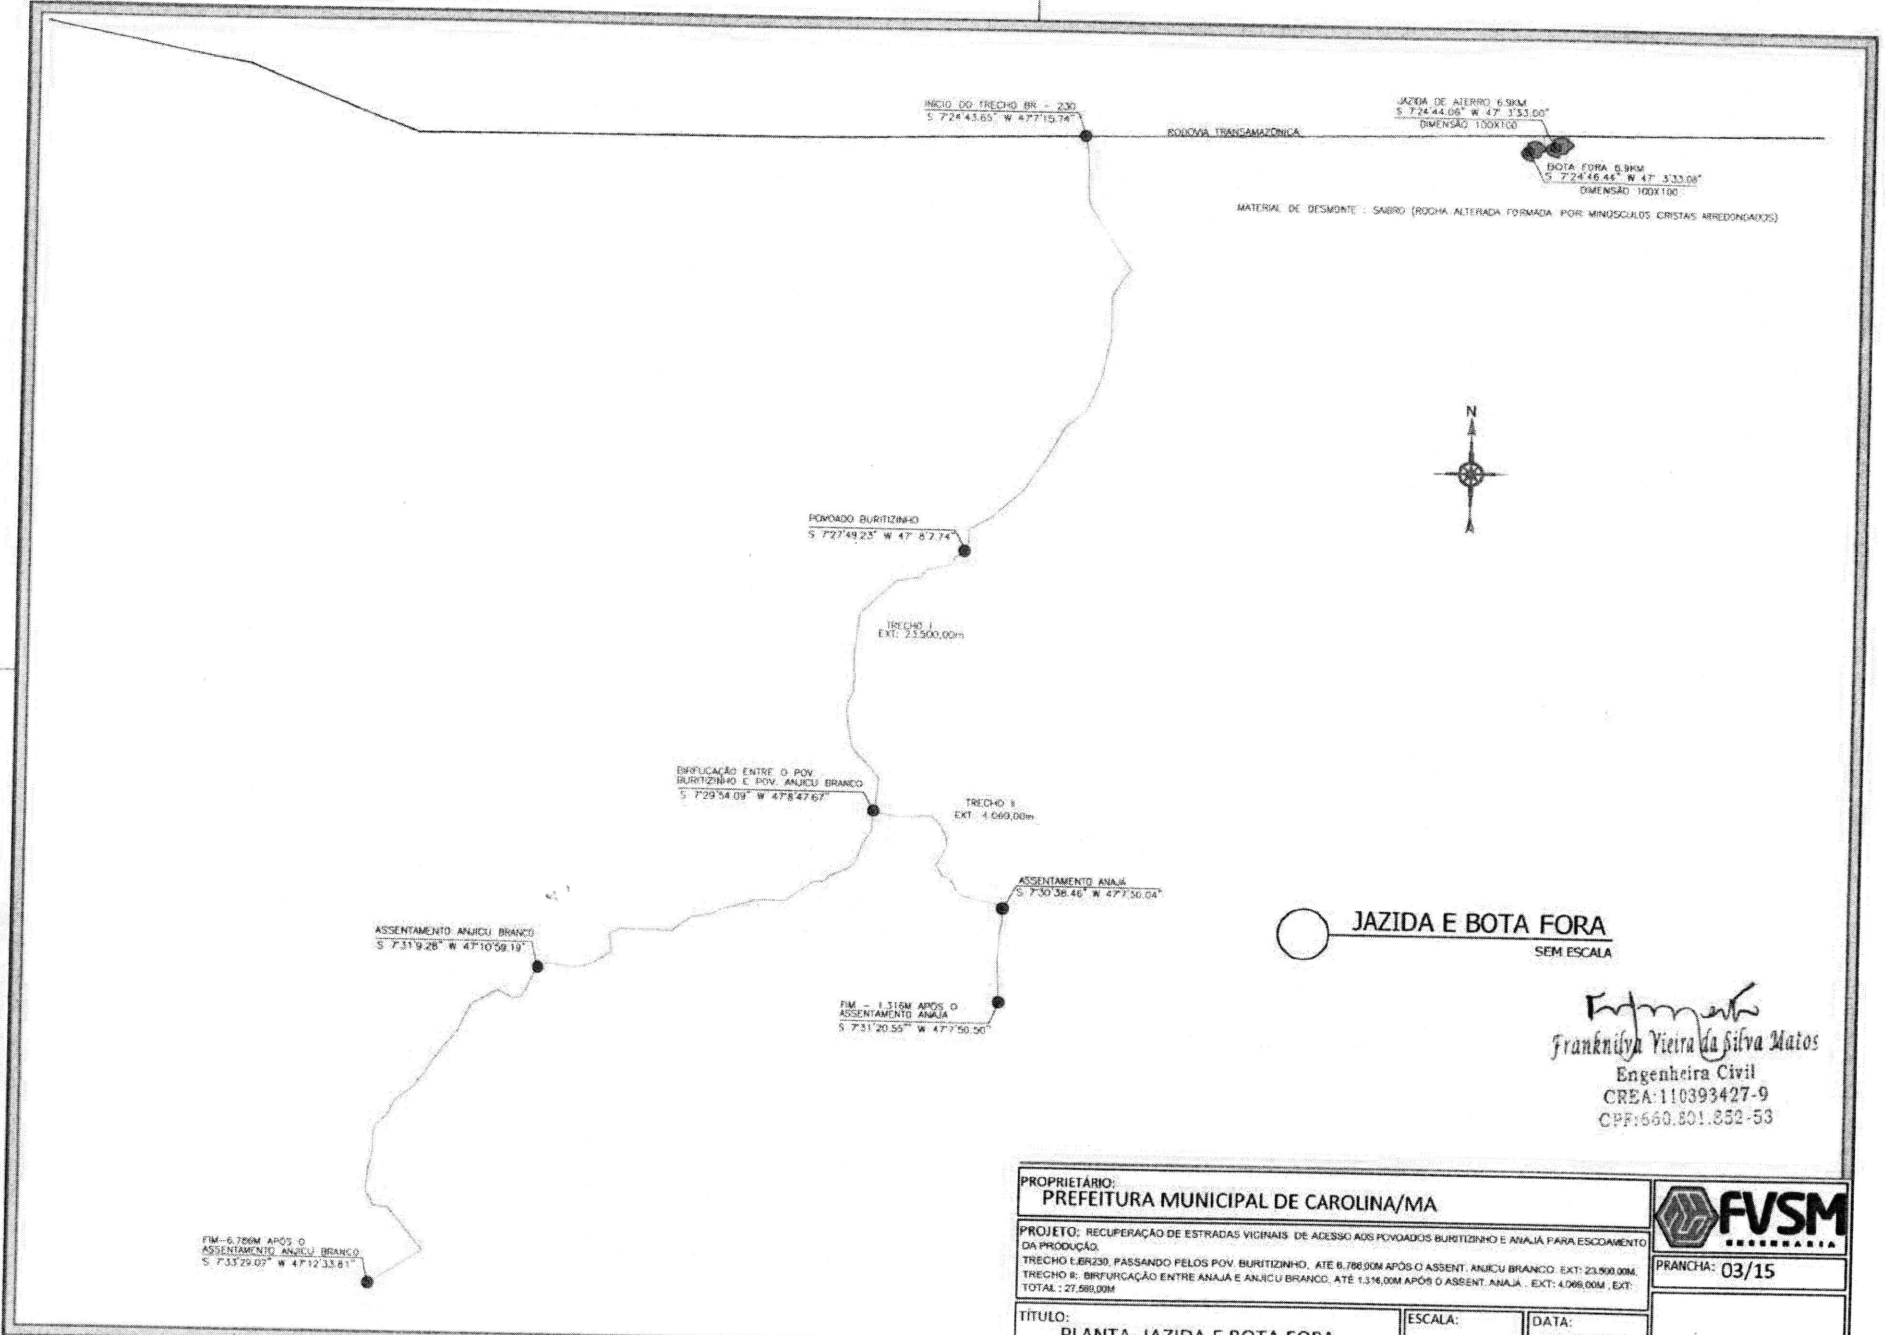 INICIO DO TRECHO BR - 230
S 7°24'43.65" W 47°7'15.74"
RODOVIA TRANSAMAZÔNICA
JAZIDA DE ATERRO 6.9KM
S 7°24'44.06" W 47° 3'33.00"
DIMENSÃO 100X100
BOTA FORA 6.9KM
S 7°24'46.44" W 47° 3'33.08"
DIMENSÃO 100X100
MATERIAL DE DESMONTE : SAIBRO (ROCHA ALTERADA FORMADA POR MINÚSCULOS CRISTAIS ARREDONDADOS)
N
POVOADO BURITIZINHO
S 7°27'49.23" W 47° 8'7.74"
TRECHO I
EXT: 23.500,00m
BIRFUCAÇÃO ENTRE O POV.
BURITIZINHO E POV. ANJICU BRANCO
S 7°29'54.09" W 47°8'47.67"
TRECHO II
EXT: 4.069,00m
ASSENTAMENTO ANAJÁ
S 7°30'38.46" W 47°7'50.04"
ASSENTAMENTO ANJICU BRANCO
S 7°31'9.28" W 47°10'59.19"
FIM - 1.316M APÓS O
ASSENTAMENTO ANAJÁ
S 7°31'20.55"" W 47°7'50.50"
FIM-6.786M APÓS O
ASSENTAMENTO ANJICU BRANCO
S 7°33'29.07" W 47°12'33.81"
JAZIDA E BOTA FORA
SEM ESCALA
Franknilva Vieira da Silva Matos
Engenheira Civil
CREA:110393427-9
CPF:660.801.852-53
PROPRIETÁRIO:
PREFEITURA MUNICIPAL DE CAROLINA/MA
FVSM
ENGENHARIA
PROJETO: RECUPERAÇÃO DE ESTRADAS VICINAIS DE ACESSO AOS POVOADOS BURITIZINHO E ANAJÁ PARA ESCOAMENTO
DA PRODUÇÃO.
TRECHO I:.BR230, PASSANDO PELOS POV. BURITIZINHO, ATÉ 6.786,00M APÓS O ASSENT. ANJICU BRANCO. EXT: 23.500,00M.
TRECHO II:. BIRFURCAÇÃO ENTRE ANAJÁ E ANJICU BRANCO, ATÉ 1.316,00M APÓS O ASSENT. ANAJÁ . EXT: 4.069,00M , EXT:
TOTAL : 27.569,00M
PRANCHA: 03/15
TÍTULO:
PLANTA JAZIDA E BOTA FORA
ESCALA:
DATA: